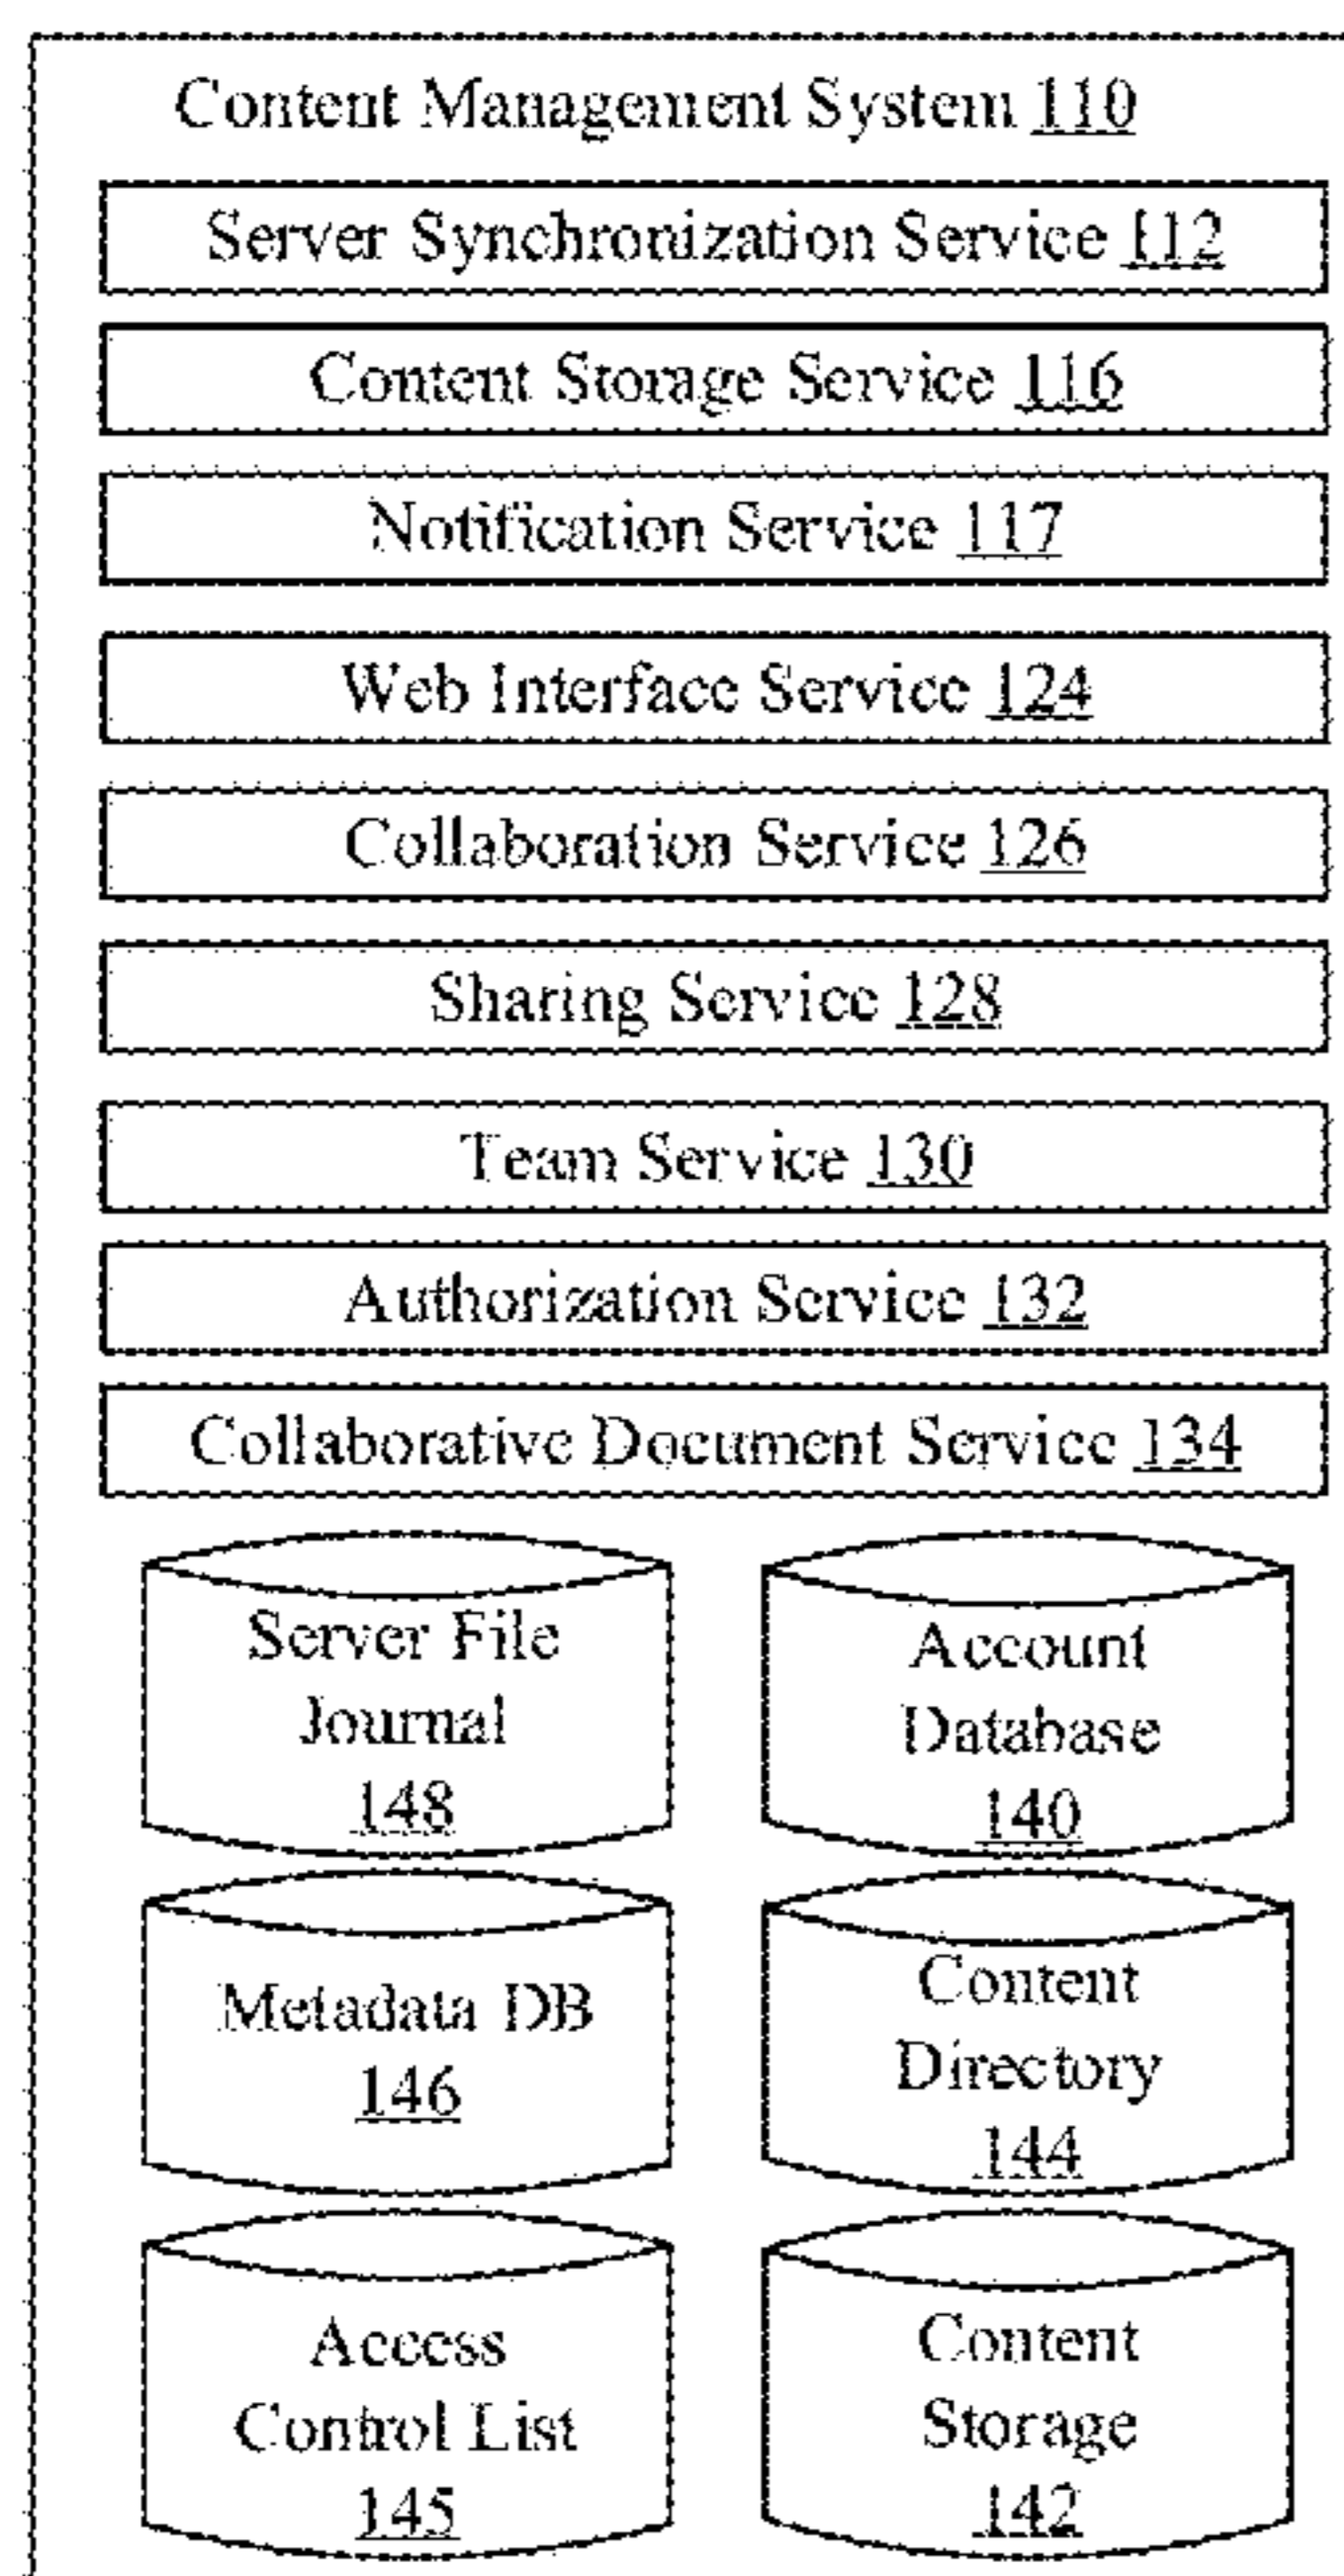 Content Management System 110
Server Synchronization Service 112
Content Storage Service 116
Notification Service 117
Web Interface Service 124
Collaboration Service 126
Sharing Service 128
Team Service 130
Authorization Service 132
Collaborative Document Service 134
Server File
Journal
148
Account
Database
140
Metadata DB
146
Content
Directory
144
Access
Control List
145
Content
Storage
142